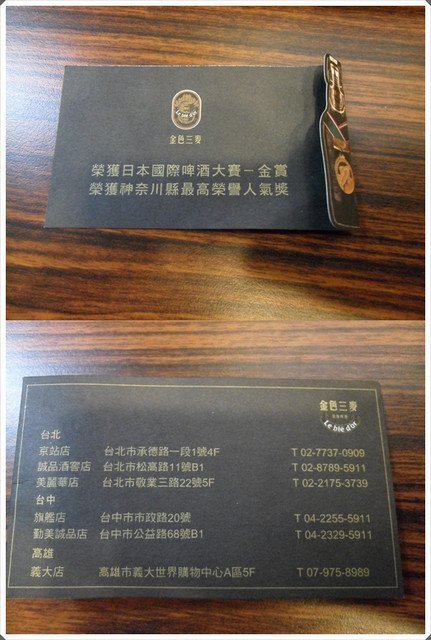 Le blé d'or
金色三麥
榮獲日本國際啤酒大賽－金賞
榮獲神奈川縣最高榮譽人氣獎
金色三麥
Le blé d'or
台北
京站店 台北市承德路一段1號4F T 02-7737-0909
誠品酒窖店 台北市松高路11號B1 T 02-8789-5911
美麗華店 台北市敬業三路22號5F T 02-2175-3739
台中
旗艦店 台中市市政路20號 T 04-2255-5911
勤美誠品店 台中市公益路68號B1 T 04-2329-5911
高雄
義大店 高雄市義大世界購物中心A區5F T 07-975-8989